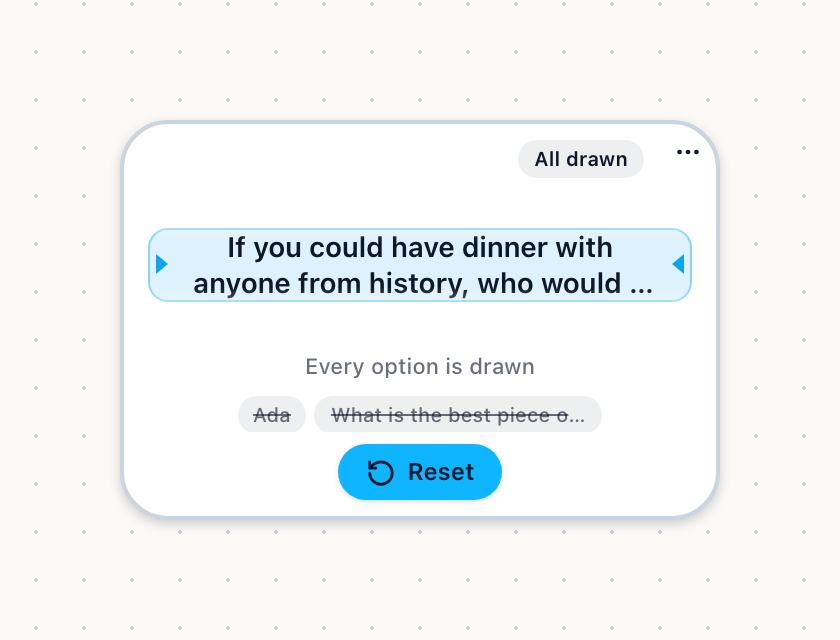 All drawn
If you could have dinner with
anyone from history, who would ...
Every option is drawn
Ada
What is the best piece o...
Reset